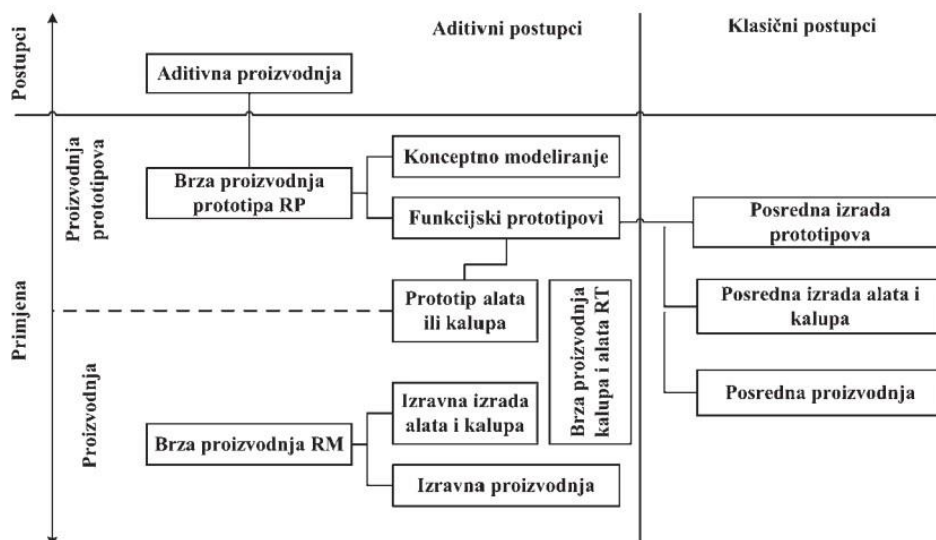 Postupci
Aditivni postupci
Klasični postupci
Aditivna proizvodnja
Primjena
Proizvodnja
prototipova
Brza proizvodnja
prototipa RP
Konceptno modeliranje
Funkcijski prototipovi
Posredna izrada
prototipova
Prototip alata
ili kalupa
Brza proizvodnja
kalupa i alata RT
Posredna izrada alata i
kalupa
Posredna proizvodnja
Proizvodnja
Brza proizvodnja RM
Izravna izrada
alata i kalupa
Izravna proizvodnja